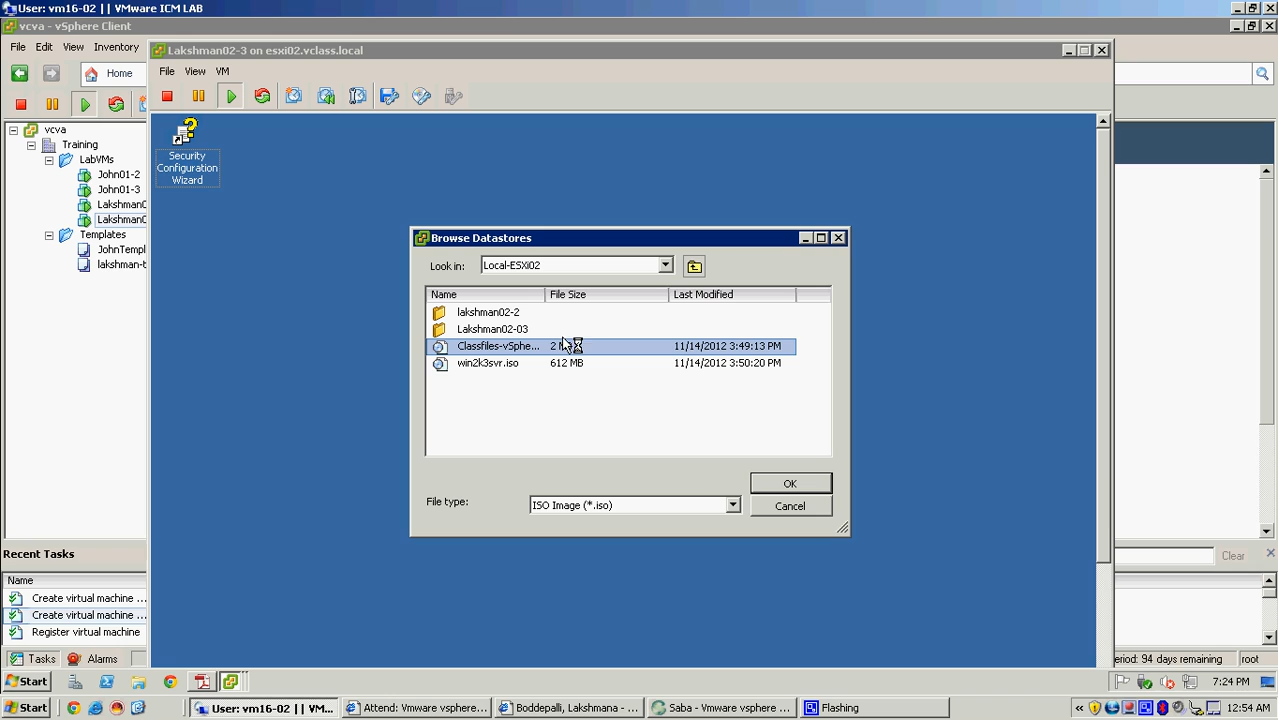 User: vm16-02 || VMware ICM LAB
vcva - vSphere Client
File Edit View Inventory
Lakshman02-3 on esxi02.vclass.local
Home
File View VM
vcva
Training
LabVMs
John01-2
John01-3
Lakshman0
Lakshman0
Templates
JohnTempl
lakshman-t
Security
Configuration
Wizard
Browse Datastores
Look in: Local-ESXi02
Name File Size Last Modified
lakshman02-2
Lakshman02-03
Classfiles-vSphe... 2 11/14/2012 3:49:13 PM
win2k3svr.iso 612 MB 11/14/2012 3:50:20 PM
OK
File type: ISO Image (*.iso)
Cancel
Recent Tasks
Clear
Name
Create virtual machine ...
Create virtual machine ...
Register virtual machine
Tasks Alarms
eriod: 94 days remaining root
Start 7:24 PM
Start User: vm16-02 || VM... Attend: Vmware vsphere... Boddepalli, Lakshmana - ... Saba - Vmware vsphere ... Flashing « 12:54 AM